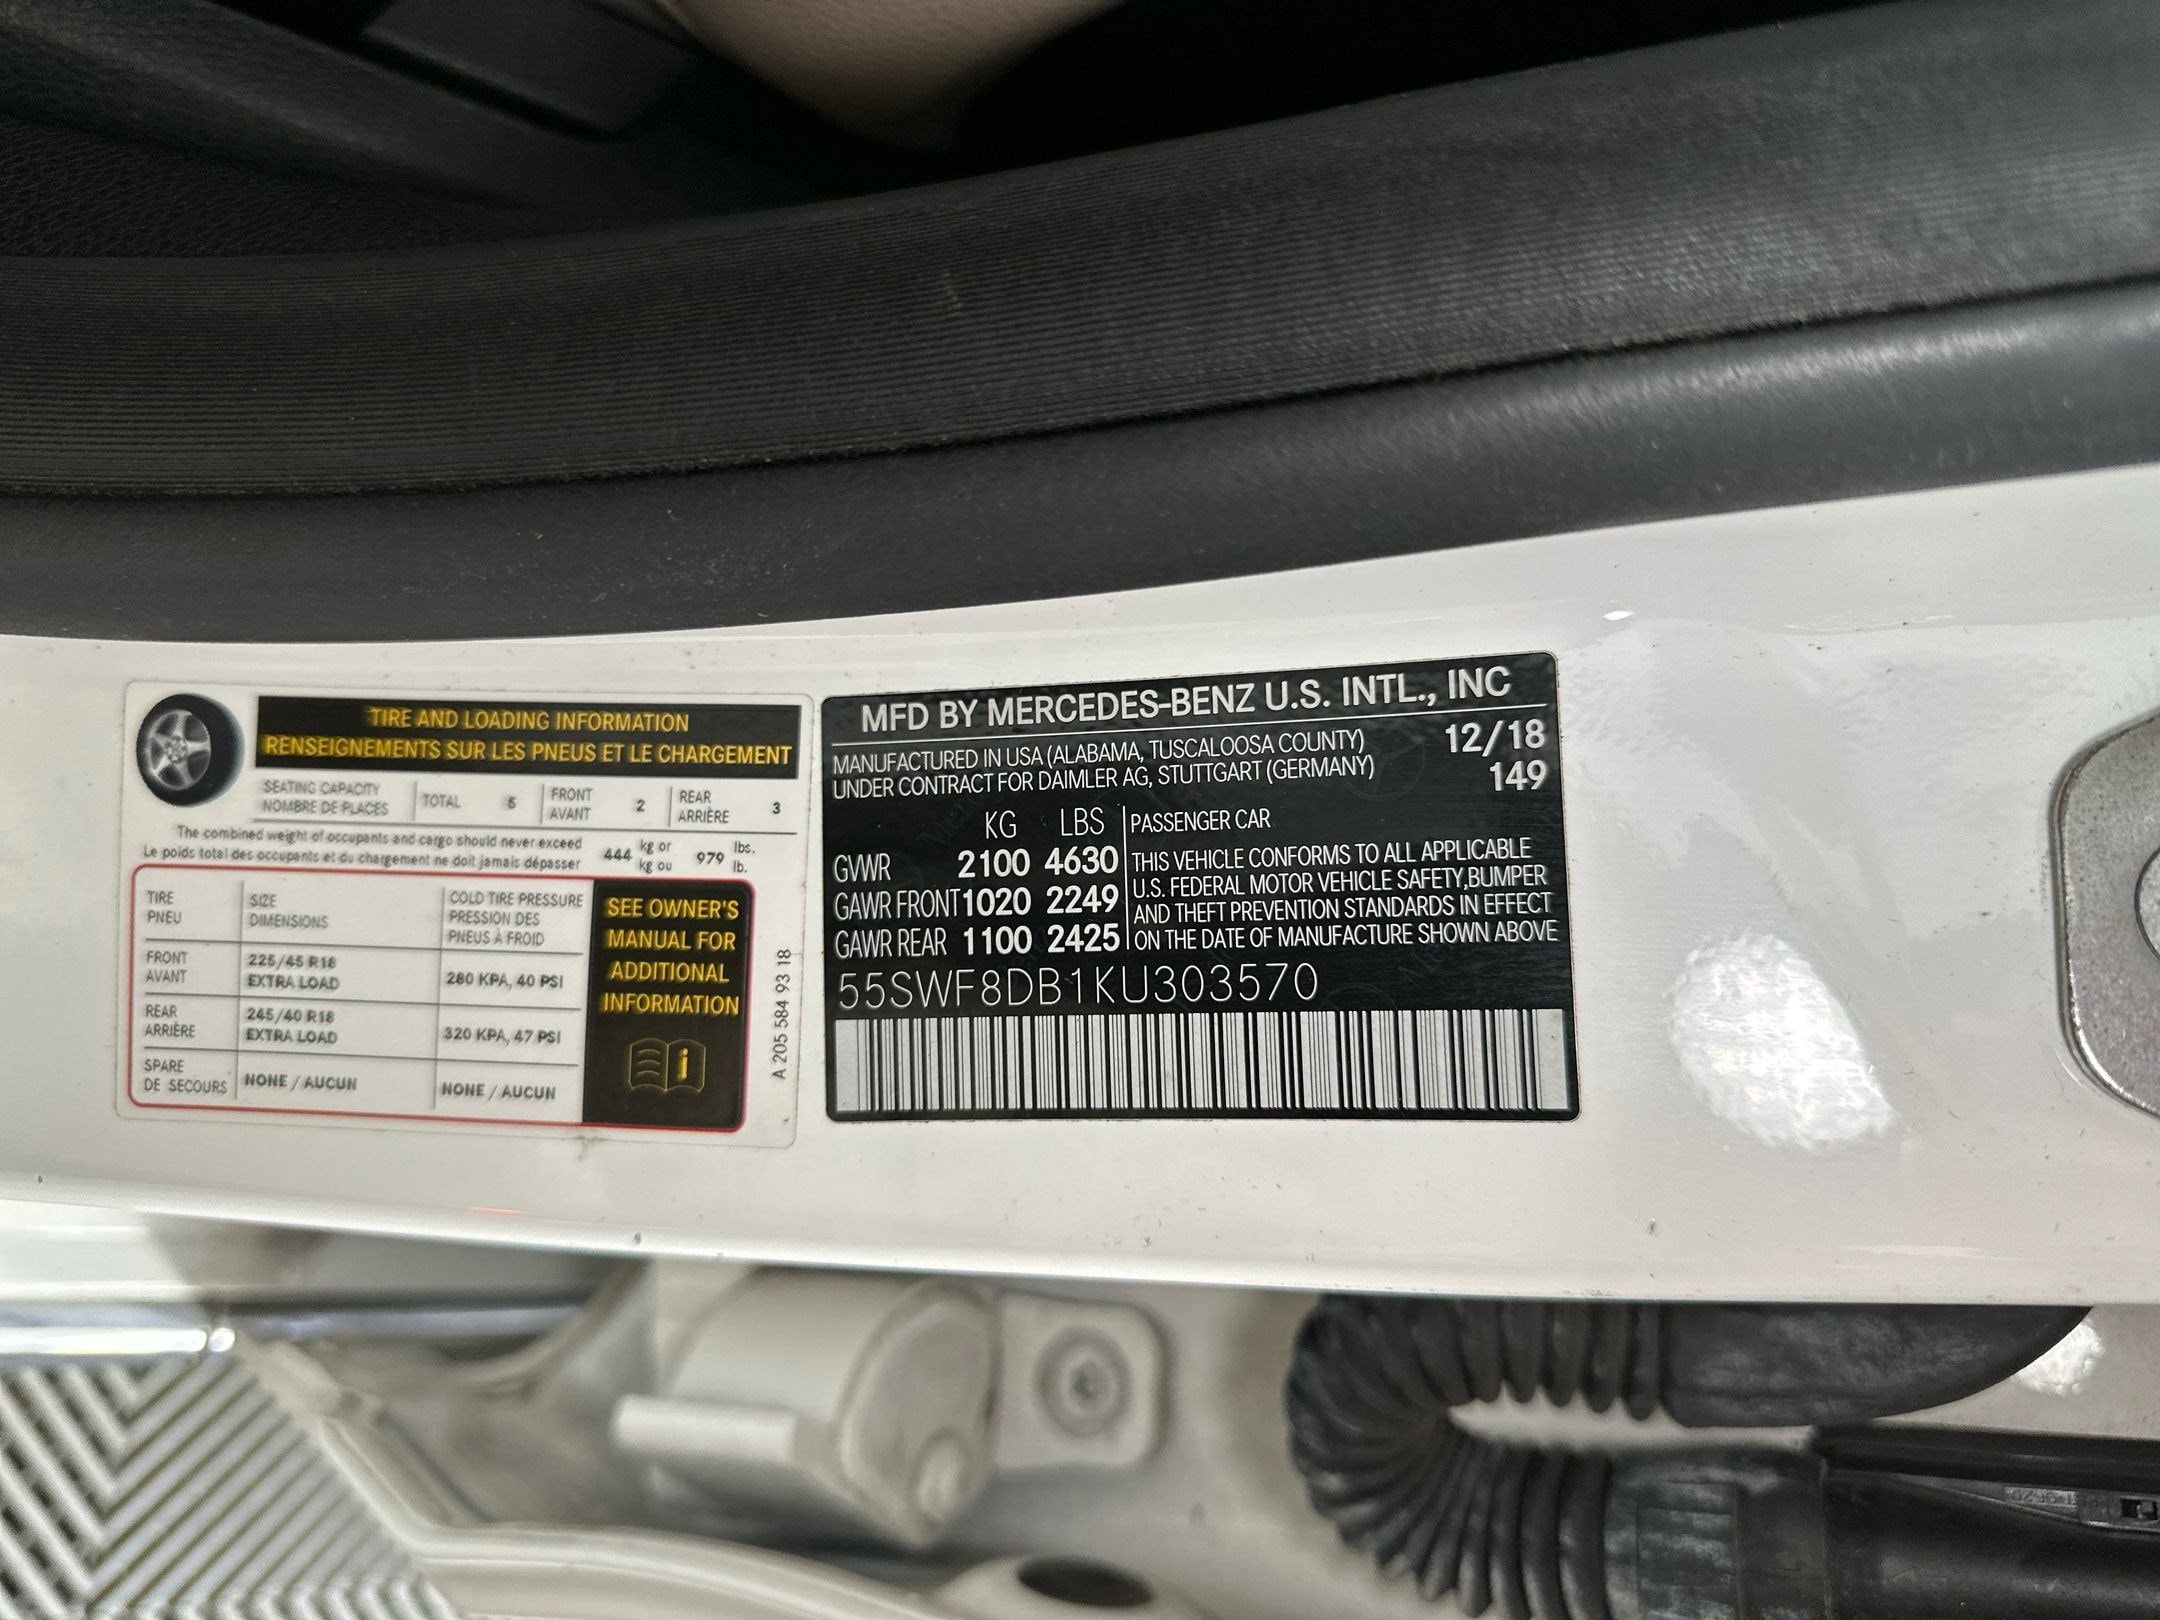 TIRE AND LOADING INFORMATION
RENSEIGNEMENTS SUR LES PNEUS ET LE CHARGEMENT
SEATING CAPACITY
NOMBRE DE PLACES
TOTAL 5
FRONT
AVANT
2
REAR
ARRIÈRE
3
The combined weight of occupants and cargo should never exceed
Le poids total des occupants et du chargement ne doit jamais dépasser
444 kg or
kg ou
979 lbs.
lb.
TIRE
PNEU
SIZE
DIMENSIONS
COLD TIRE PRESSURE
PRESSION DES
PNEUS À FROID
FRONT
AVANT
225/45 R18
EXTRA LOAD
280 KPA, 40 PSI
REAR
ARRIÈRE
245/40 R18
EXTRA LOAD
320 KPA, 47 PSI
SPARE
DE SECOURS
NONE / AUCUN
NONE / AUCUN
SEE OWNER'S
MANUAL FOR
ADDITIONAL
INFORMATION
A 205 584 93 18
MFD BY MERCEDES-BENZ U.S. INTL., INC
MANUFACTURED IN USA (ALABAMA, TUSCALOOSA COUNTY)
UNDER CONTRACT FOR DAIMLER AG, STUTTGART (GERMANY)
12/18
149
KG LBS
GVWR 2100 4630
GAWR FRONT 1020 2249
GAWR REAR 1100 2425
PASSENGER CAR
THIS VEHICLE CONFORMS TO ALL APPLICABLE
U.S. FEDERAL MOTOR VEHICLE SAFETY,BUMPER
AND THEFT PREVENTION STANDARDS IN EFFECT
ON THE DATE OF MANUFACTURE SHOWN ABOVE
55SWF8DB1KU303570